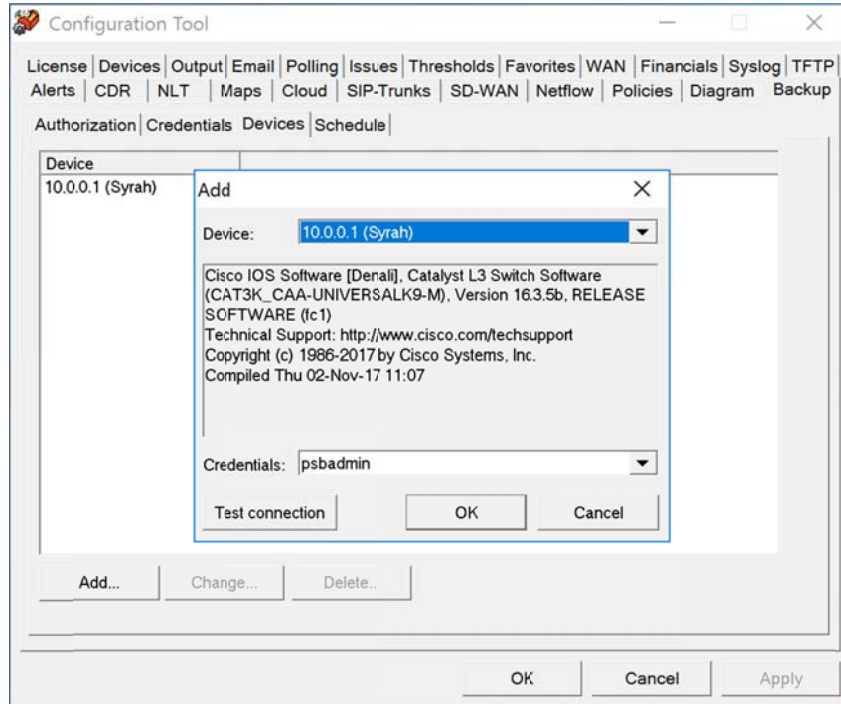 Configuration Tool
License Devices Output Email Polling Issues Thresholds Favorites WAN Financials Syslog TFTP
Alerts CDR NLT Maps Cloud SIP-Trunks SD-WAN Netflow Policies Diagram Backup
Authorization Credentials Devices Schedule
Device
10.0.0.1 (Syrah)
Add
Device: 10.0.0.1 (Syrah)
Cisco IOS Software [Denali], Catalyst L3 Switch Software
(CAT3K_CAA-UNIVERSALK9-M), Version 16.3.5b, RELEASE
SOFTWARE (fc1)
Technical Support: http://www.cisco.com/techsupport
Copyright (c) 1986-2017 by Cisco Systems, Inc.
Compiled Thu 02-Nov-17 11:07
Credentials: psbadmin
Test connection OK Cancel
Add... Change... Delete..
OK Cancel Apply